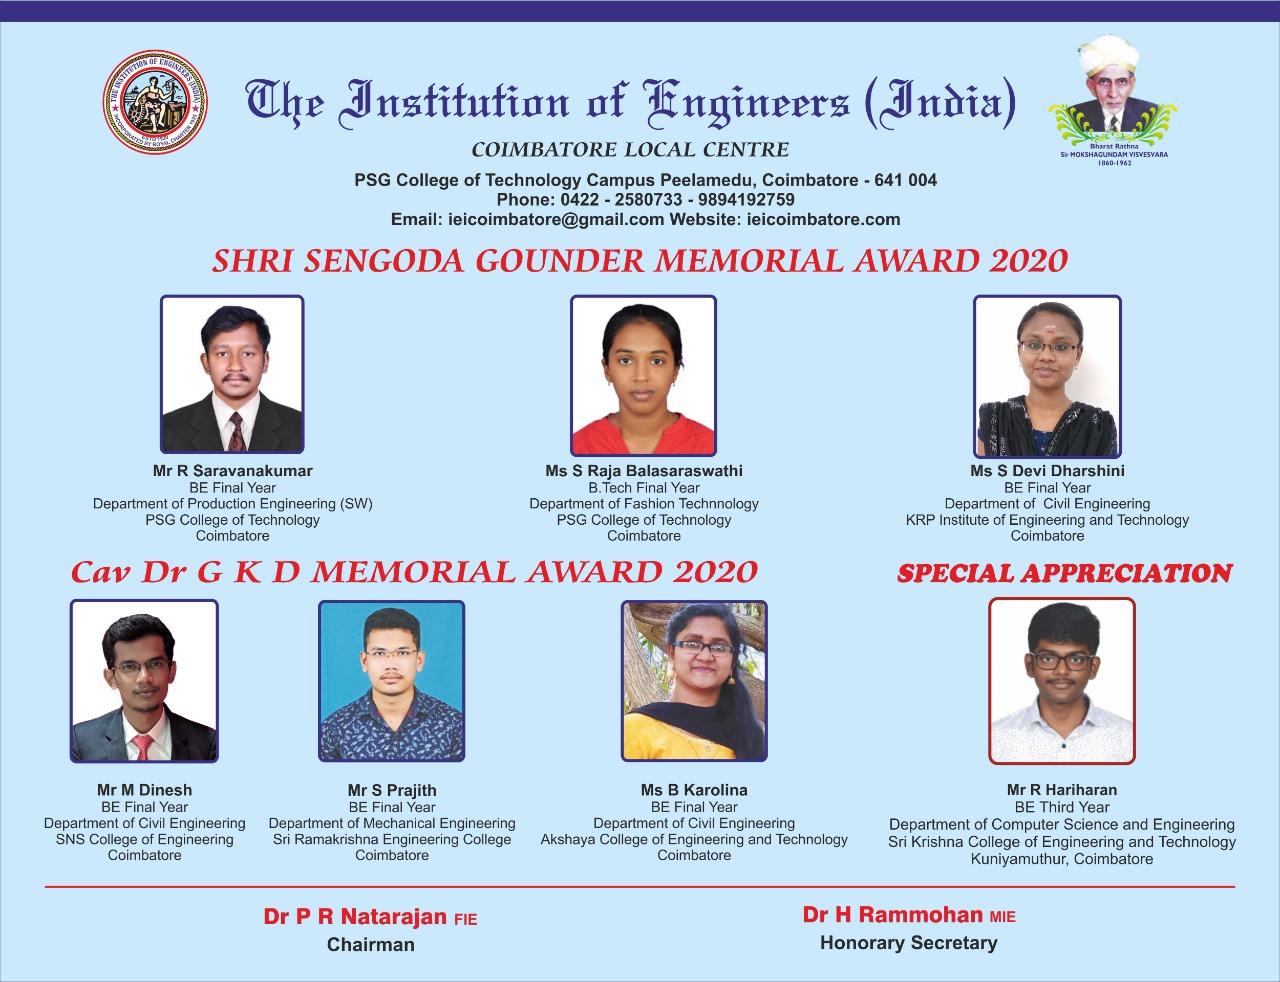 THE INSTITUTION OF ENGINEERS (INDIA)
ESTD 1920
INCORPORATED BY ROYAL CHARTER 1935
The Institution of Engineers (India)
COIMBATORE LOCAL CENTRE
PSG College of Technology Campus Peelamedu, Coimbatore - 641 004
Phone: 0422 - 2580733 - 9894192759
Email: ieicoimbatore@gmail.com Website: ieicoimbatore.com
Bharat Rathna
Sir MOKSHAGUNDAM VISVESVARA
1860-1962
SHRI SENGODA GOUNDER MEMORIAL AWARD 2020
Mr R Saravanakumar
BE Final Year
Department of Production Engineering (SW)
PSG College of Technology
Coimbatore
Ms S Raja Balasaraswathi
B.Tech Final Year
Department of Fashion Technnology
PSG College of Technology
Coimbatore
Ms S Devi Dharshini
BE Final Year
Department of Civil Engineering
KRP Institute of Engineering and Technology
Coimbatore
Cav Dr G K D MEMORIAL AWARD 2020
Mr M Dinesh
BE Final Year
Department of Civil Engineering
SNS College of Engineering
Coimbatore
Mr S Prajith
BE Final Year
Department of Mechanical Engineering
Sri Ramakrishna Engineering College
Coimbatore
Ms B Karolina
BE Final Year
Department of Civil Engineering
Akshaya College of Engineering and Technology
Coimbatore
SPECIAL APPRECIATION
Mr R Hariharan
BE Third Year
Department of Computer Science and Engineering
Sri Krishna College of Engineering and Technology
Kuniyamuthur, Coimbatore
Dr P R Natarajan FIE
Chairman
Dr H Rammohan MIE
Honorary Secretary